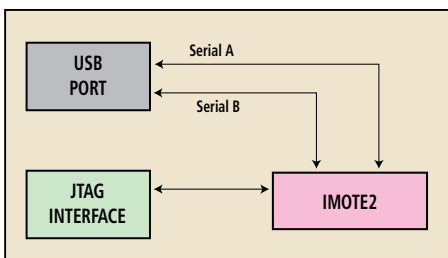 USB
PORT
Serial A
Serial B
JTAG
INTERFACE
IMOTE2